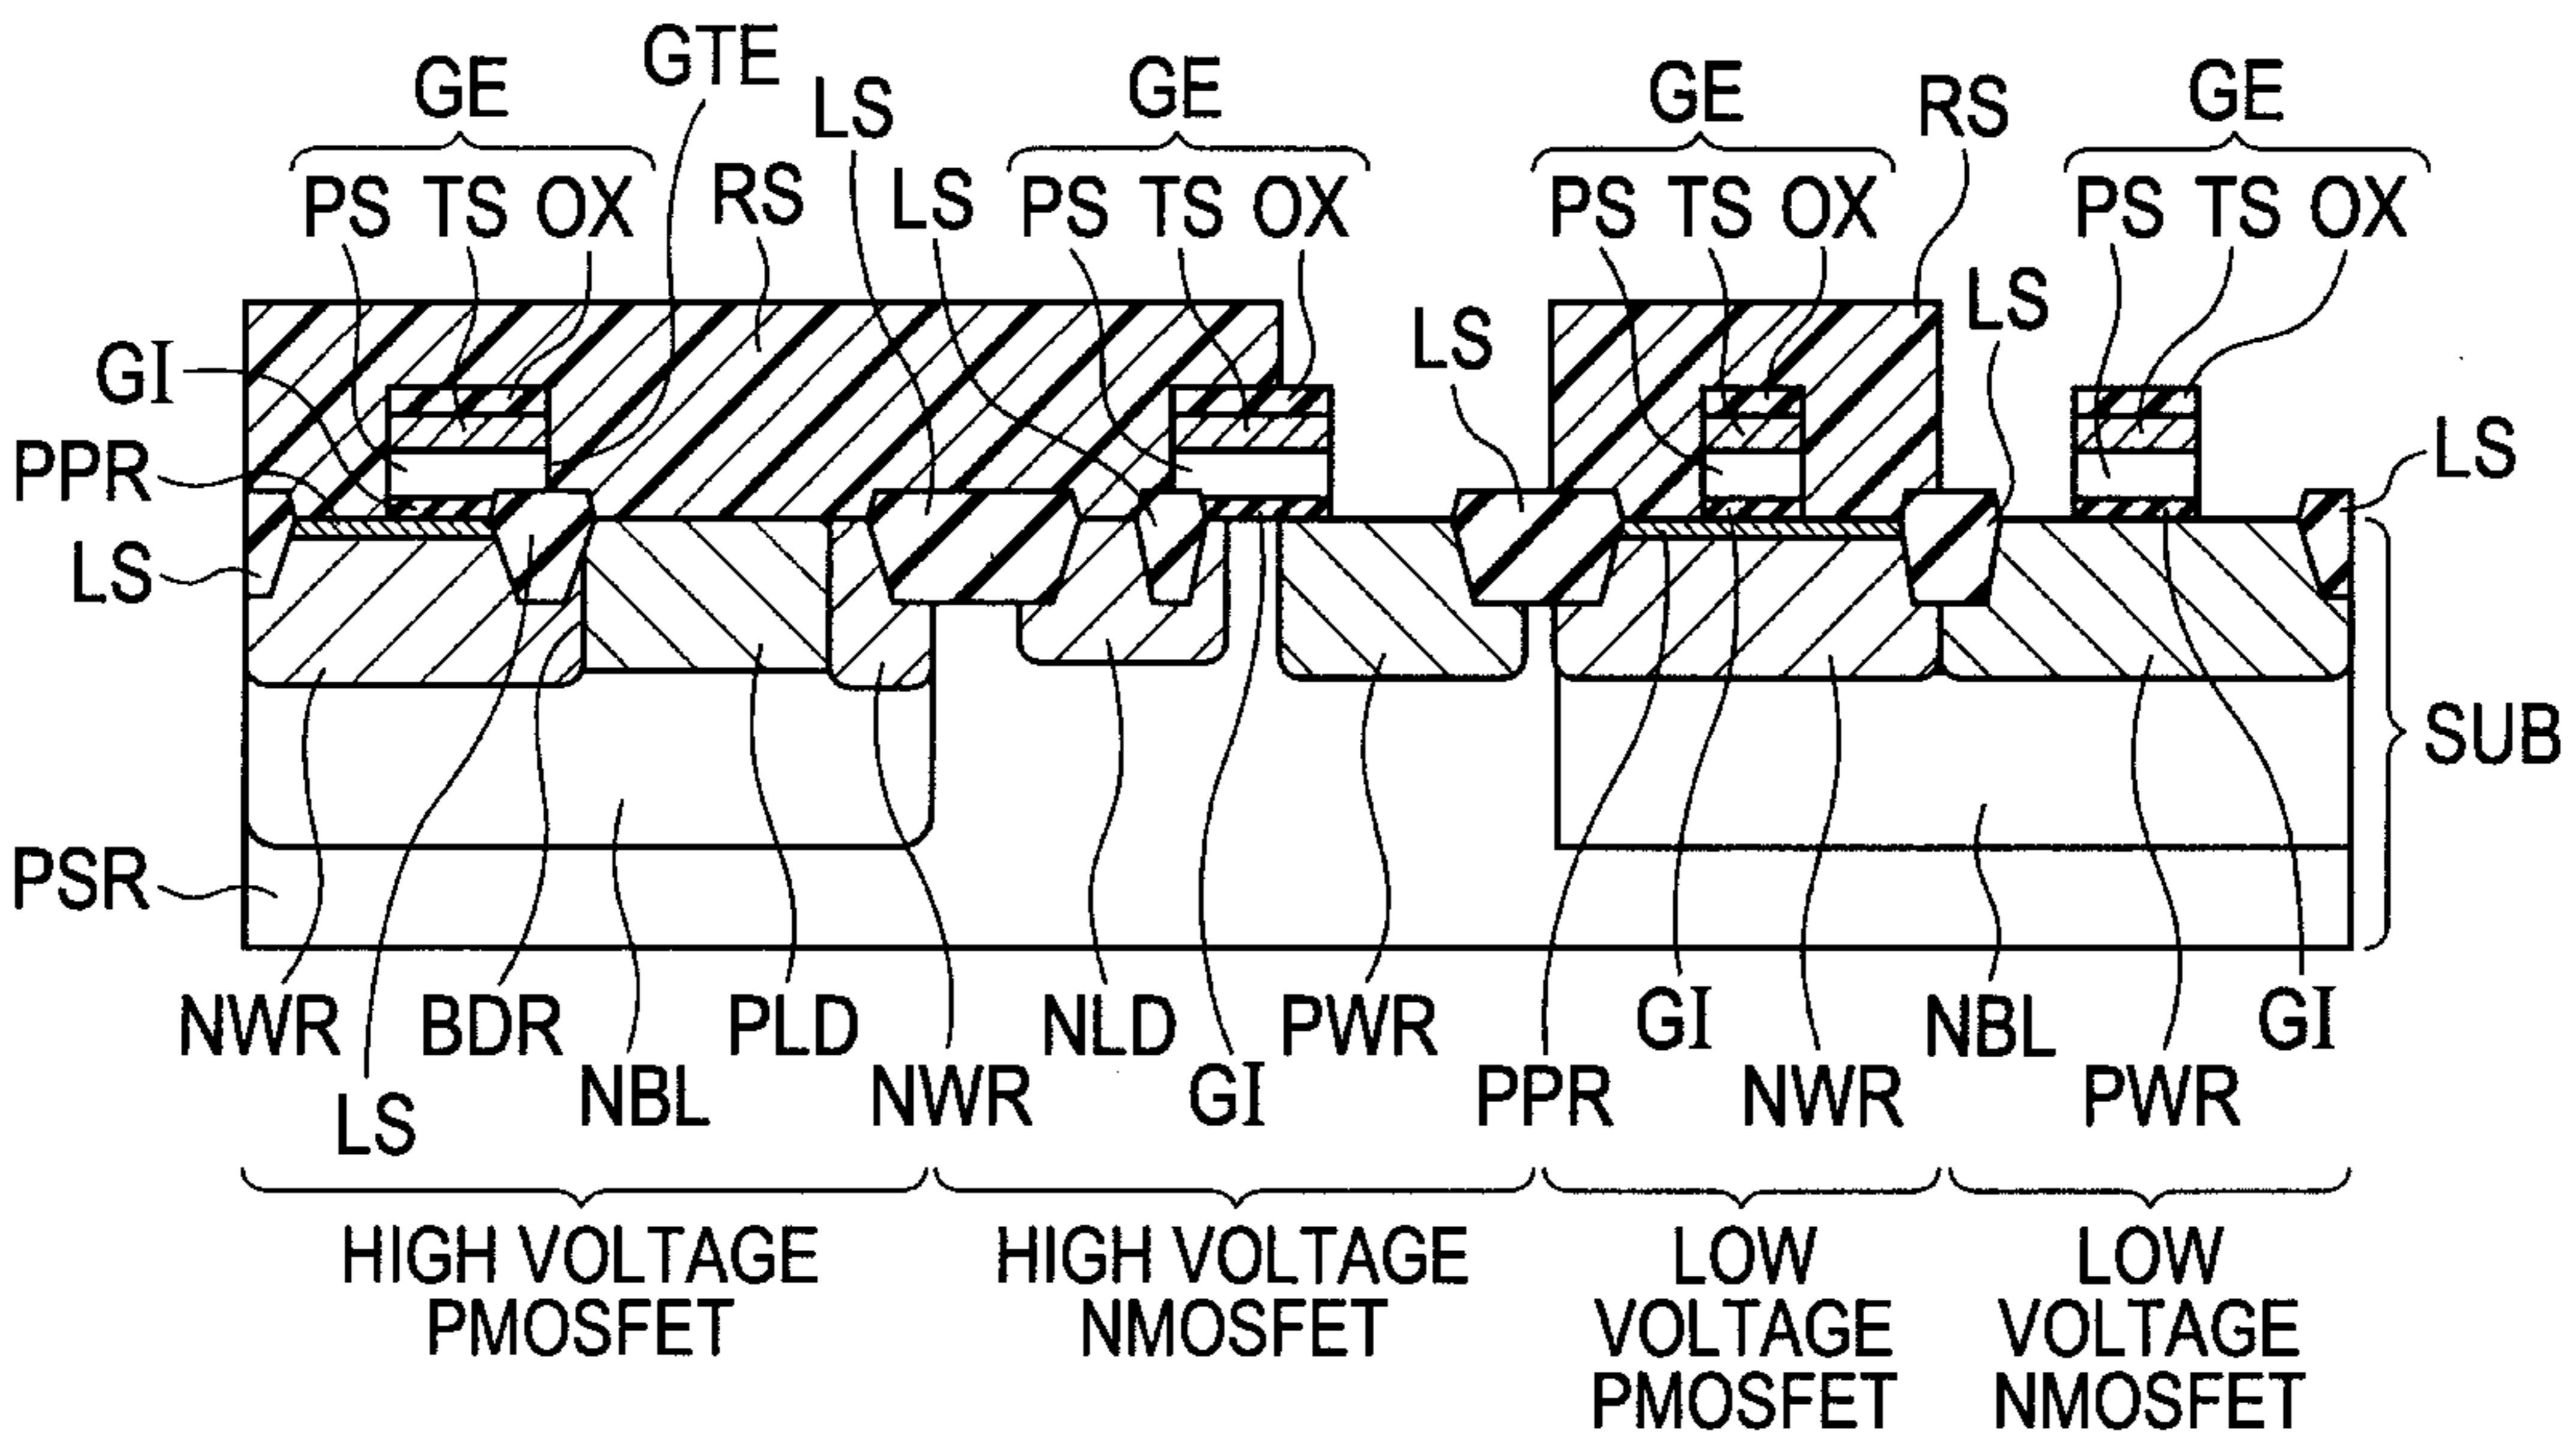 GTE
GE GE GE GE
LS RS
PS TS OX RS LS PS TS OX PS TS OX PS TS OX
LS LS
GI
PPR LS
LS
SUB
PSR
NWR BDR PLD NLD PWR GI NBL GI
NBL NWR GI PPR NWR PWR
LS
HIGH VOLTAGE PMOSFET
HIGH VOLTAGE NMOSFET
LOW VOLTAGE PMOSFET
LOW VOLTAGE NMOSFET